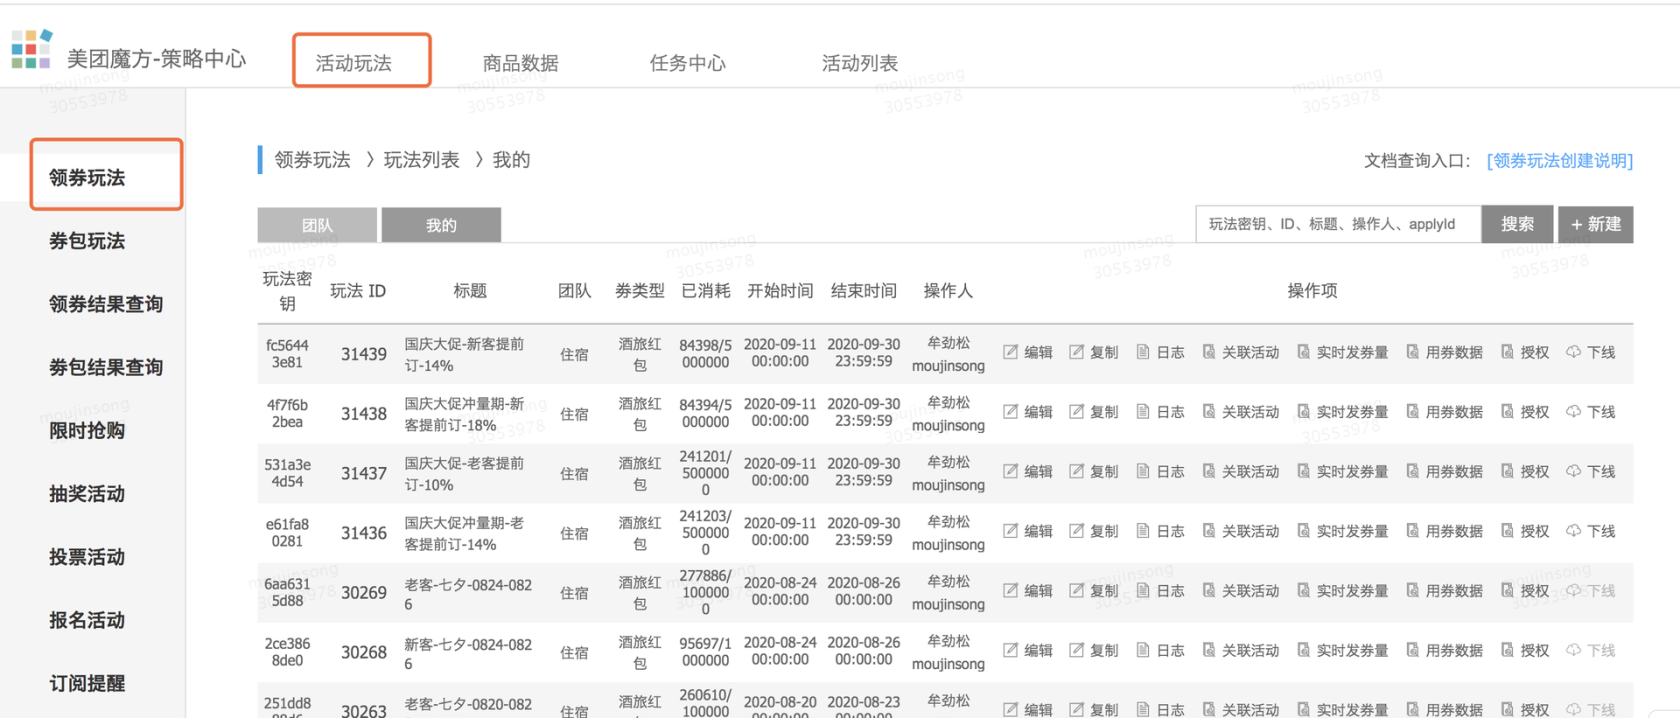 美团魔方-策略中心
活动玩法
商品数据
任务中心
活动列表
领券玩法
券包玩法
领券结果查询
券包结果查询
限时抢购
抽奖活动
投票活动
报名活动
订阅提醒
领券玩法 > 玩法列表 > 我的
文档查询入口： [领券玩法创建说明]
团队 我的
玩法密钥、ID、标题、操作人、applyId 搜索 + 新建
玩法密钥 玩法 ID 标题 团队 券类型 已消耗 开始时间 结束时间 操作人 操作项
fc56443e81 31439 国庆大促-新客提前订-14% 住宿 酒旅红包 84398/5000000 2020-09-11 00:00:00 2020-09-30 23:59:59 牟劲松 moujinsong 编辑 复制 日志 关联活动 实时发券量 用券数据 授权 下线
4f7f6b2bea 31438 国庆大促冲量期-新客提前订-18% 住宿 酒旅红包 84394/5000000 2020-09-11 00:00:00 2020-09-30 23:59:59 牟劲松 moujinsong 编辑 复制 日志 关联活动 实时发券量 用券数据 授权 下线
531a3e4d54 31437 国庆大促-老客提前订-10% 住宿 酒旅红包 241201/5000000 2020-09-11 00:00:00 2020-09-30 23:59:59 牟劲松 moujinsong 编辑 复制 日志 关联活动 实时发券量 用券数据 授权 下线
e61fa80281 31436 国庆大促冲量期-老客提前订-14% 住宿 酒旅红包 241203/5000000 2020-09-11 00:00:00 2020-09-30 23:59:59 牟劲松 moujinsong 编辑 复制 日志 关联活动 实时发券量 用券数据 授权 下线
6aa6315d88 30269 老客-七夕-0824-0826 住宿 酒旅红包 277886/1000000 2020-08-24 00:00:00 2020-08-26 00:00:00 牟劲松 moujinsong 编辑 复制 日志 关联活动 实时发券量 用券数据 授权 下线
2ce3868de0 30268 新客-七夕-0824-0826 住宿 酒旅红包 95697/1000000 2020-08-24 00:00:00 2020-08-26 00:00:00 牟劲松 moujinsong 编辑 复制 日志 关联活动 实时发券量 用券数据 授权 下线
251dd8 30263 老客-七夕-0820-082 住宿 酒旅红 260610/100000 2020-08-20 2020-08-23 牟劲松 编辑 复制 日志 关联活动 实时发券量 用券数据 授权 下线
moujinsong
30553978